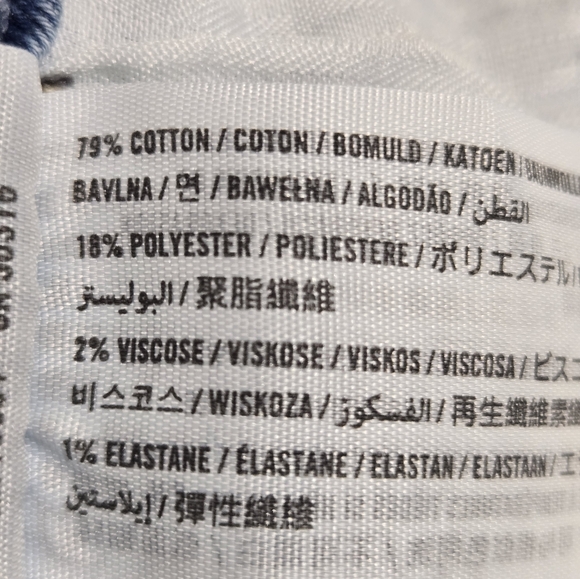 79% COTTON / COTON / BOMULD / KATOEN /
BAVLNA / 면 / BAWEŁNA / ALGODÃO / القطن
18% POLYESTER / POLIESTERE / ポリエステル /
البوليستر / 聚脂纖維
2% VISCOSE / VISKOSE / VISKOS / VISCOSA /
비스코스 / WISKOZA / الفسكوز / 再生纖維素纖
1% ELASTANE / ÉLASTANE / ELASTAN / ELASTAAN /
إيلاستين / 彈性纖維